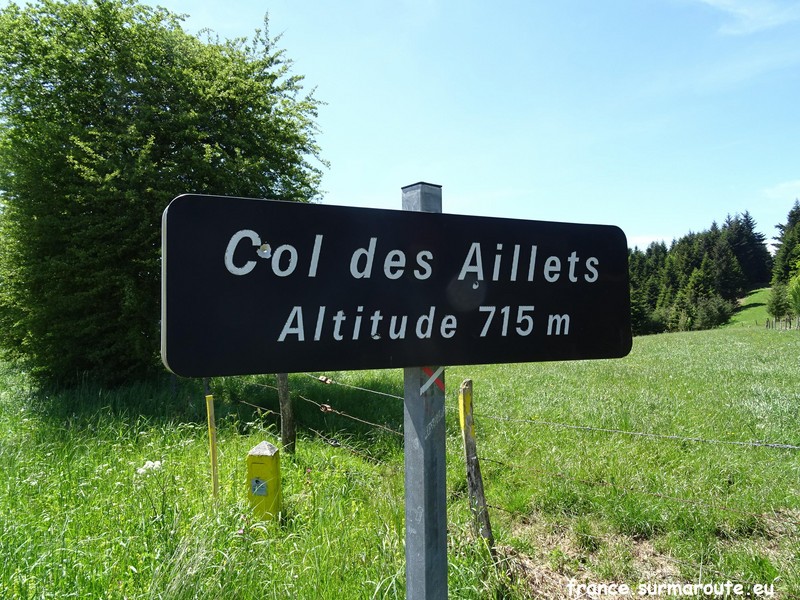 Col des Aillets
Altitude 715 m
france.surmaroute.eu